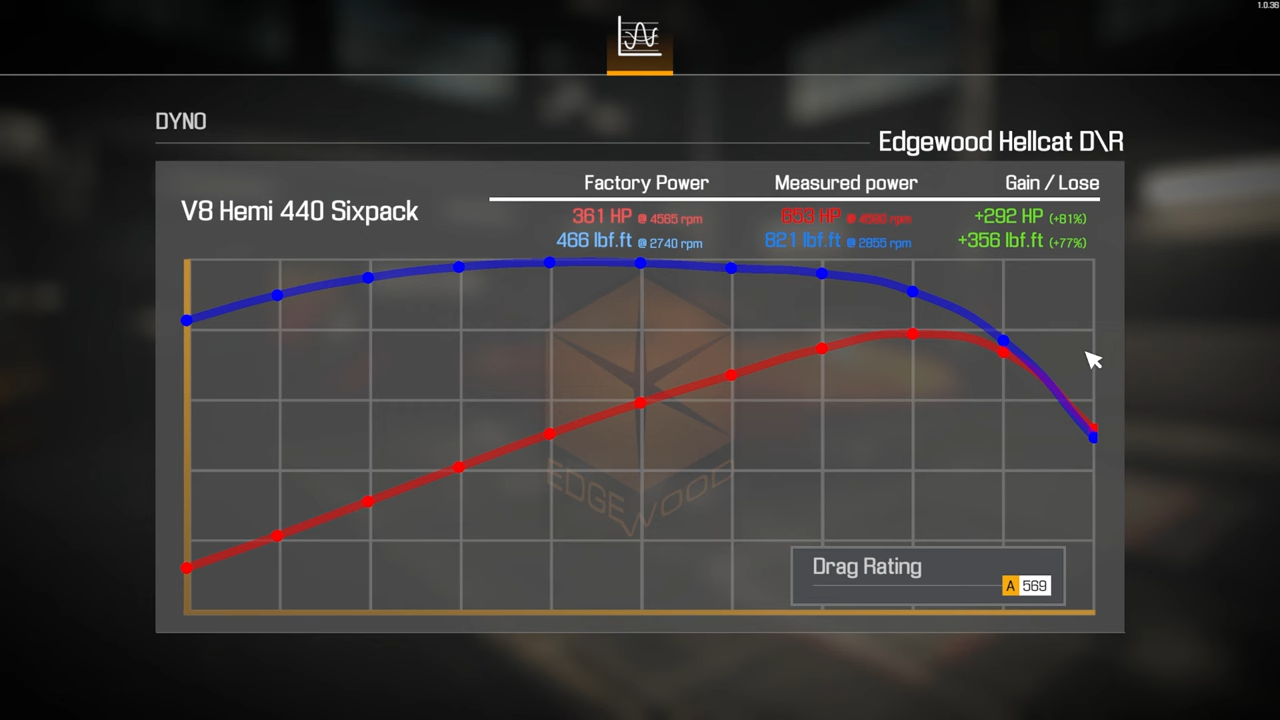 1.0.36
DYNO
Edgewood Hellcat D\R
Factory Power Measured power Gain / Lose
V8 Hemi 440 Sixpack
361 HP @ 4565 rpm 653 HP @ 4580 rpm +292 HP (+81%)
466 lbf.ft @ 2740 rpm 821 lbf.ft @ 2855 rpm +356 lbf.ft (+77%)
EDGEWOOD
Drag Rating
A 569